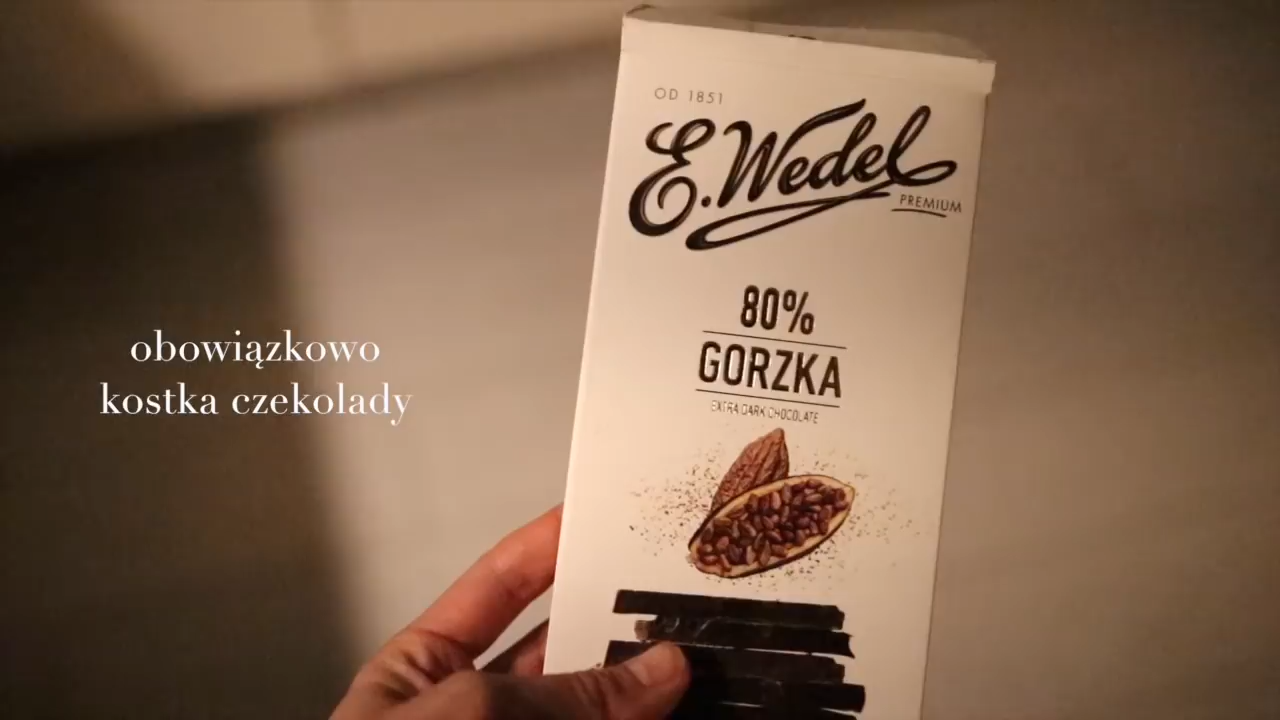 obowiązkowo
kostka czekolady
OD 1851
E.Wedel
PREMIUM
80%
GORZKA
EXTRA DARK CHOCOLATE